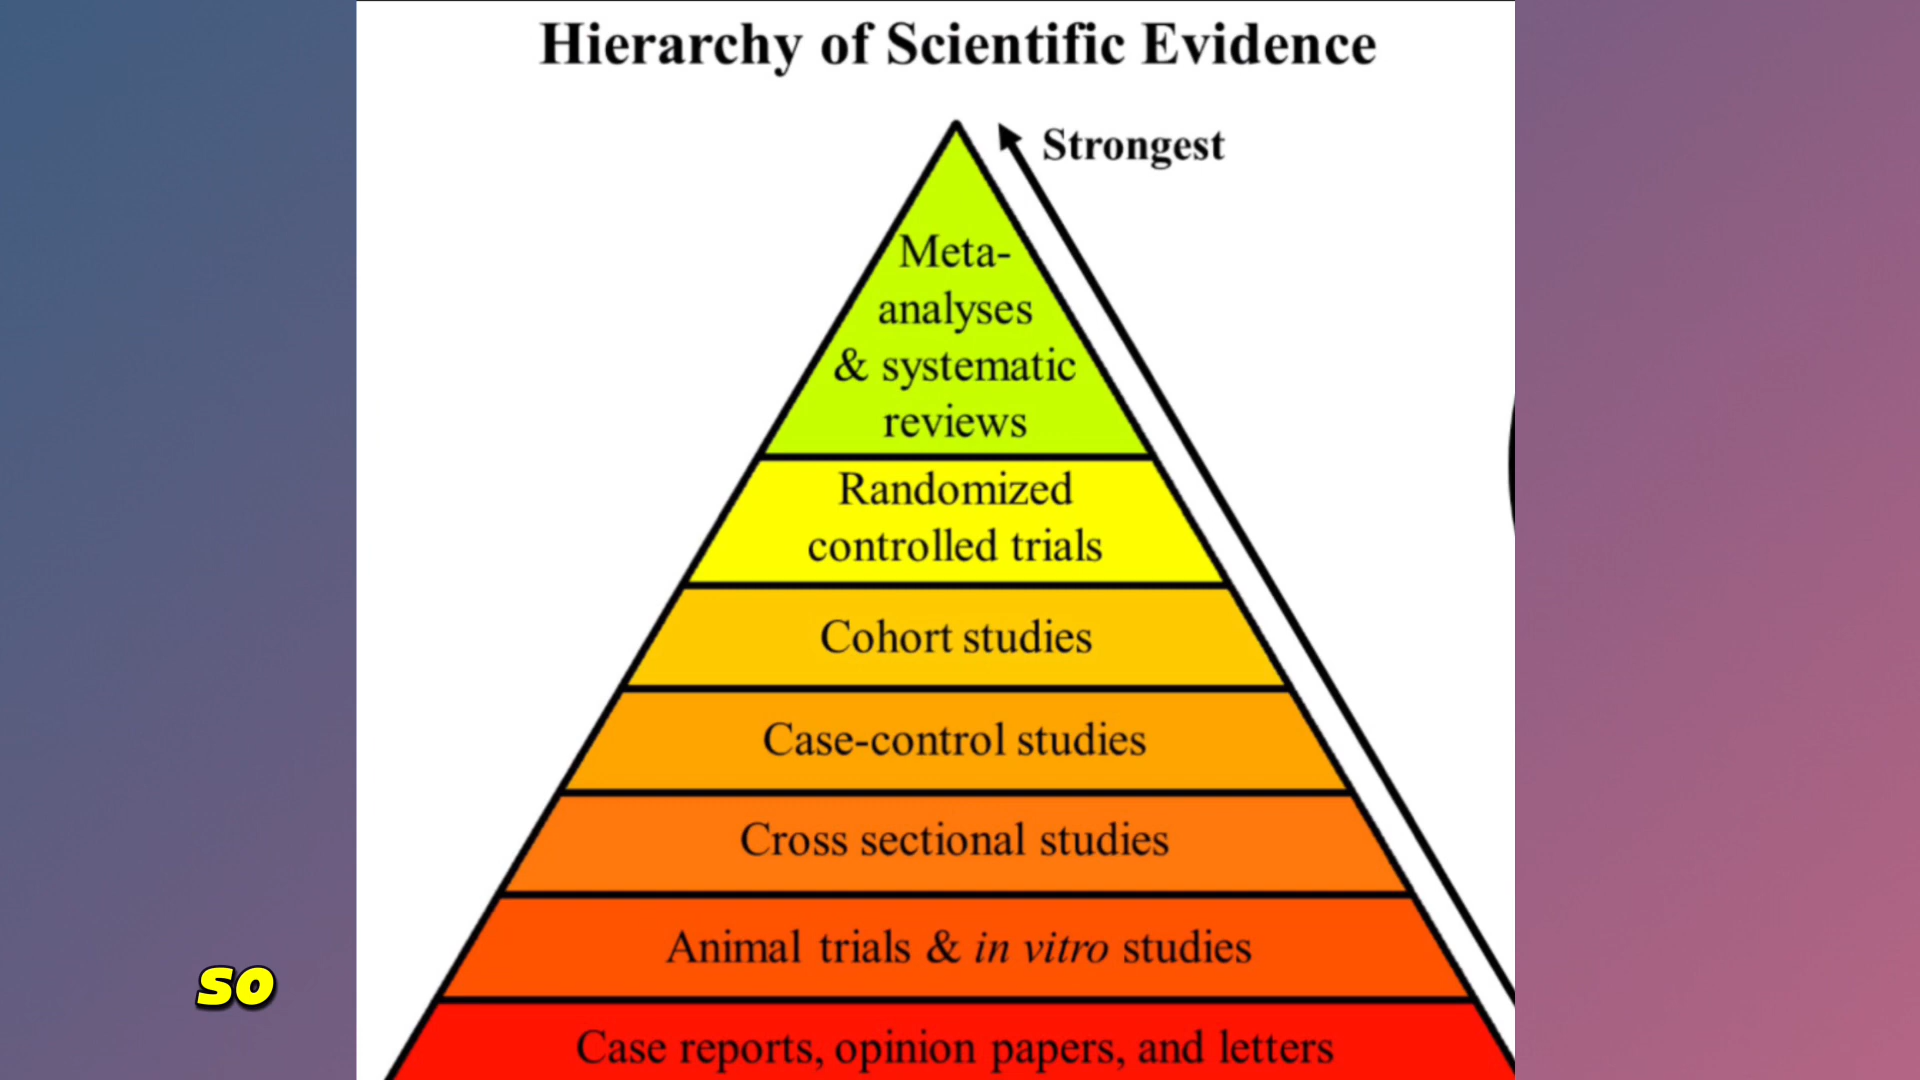 Hierarchy of Scientific Evidence
Strongest
Meta-
analyses
& systematic
reviews
Randomized
controlled trials
Cohort studies
Case-control studies
Cross sectional studies
Animal trials & in vitro studies
so
Case reports, opinion papers, and letters